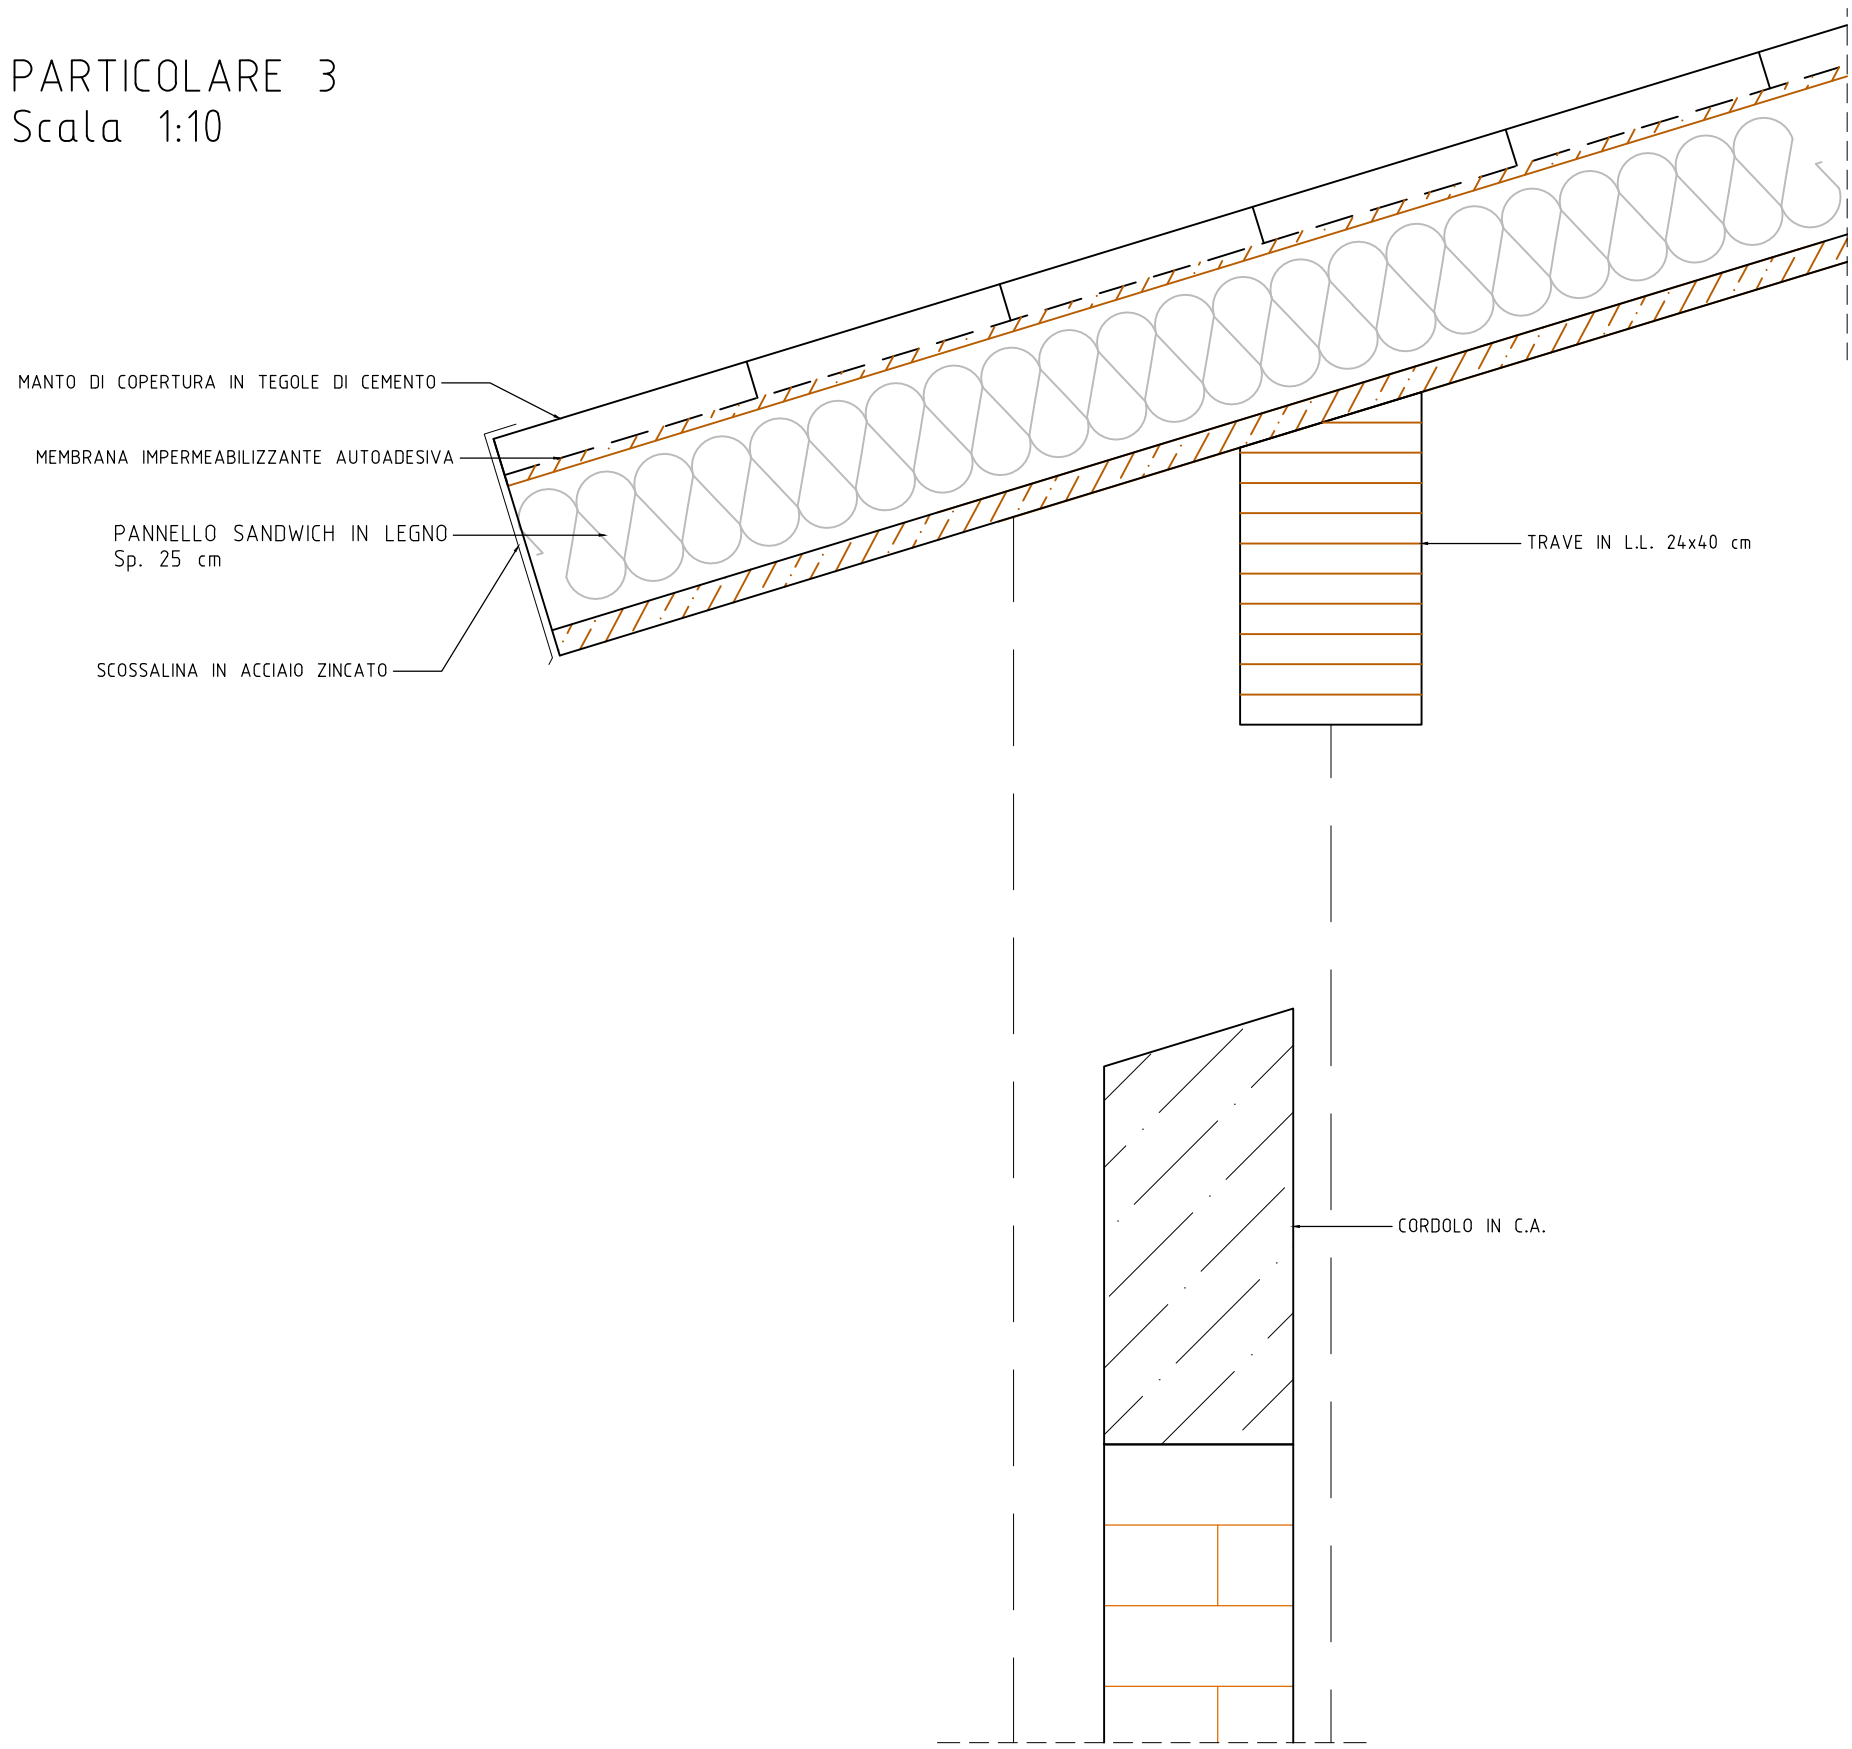 PARTICOLARE 3
Scala 1:10
MANTO DI COPERTURA IN TEGOLE DI CEMENTO
MEMBRANA IMPERMEABILIZZANTE AUTOADESIVA
PANNELLO SANDWICH IN LEGNO
Sp. 25 cm
TRAVE IN L.L. 24x40 cm
SCOSSALINA IN ACCIAIO ZINCATO
CORDOLO IN C.A.